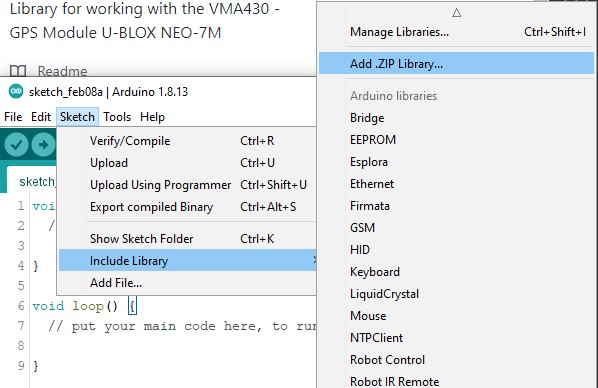 Library for working with the VMA430 -
GPS Module U-BLOX NEO-7M
Readme
sketch_feb08a | Arduino 1.8.13
File Edit Sketch Tools Help
Verify/Compile Ctrl+R
Upload Ctrl+U
Upload Using Programmer Ctrl+Shift+U
Export compiled Binary Ctrl+Alt+S
Show Sketch Folder Ctrl+K
Include Library
Add File...
Manage Libraries... Ctrl+Shift+I
Add .ZIP Library...
Arduino libraries
Bridge
EEPROM
Esplora
Ethernet
Firmata
GSM
HID
Keyboard
LiquidCrystal
Mouse
NTPClient
Robot Control
Robot IR Remote
sketch_
1 voi
2 /
3
4 }
5
6 void loop() {
7 // put your main code here, to run
8
9 }